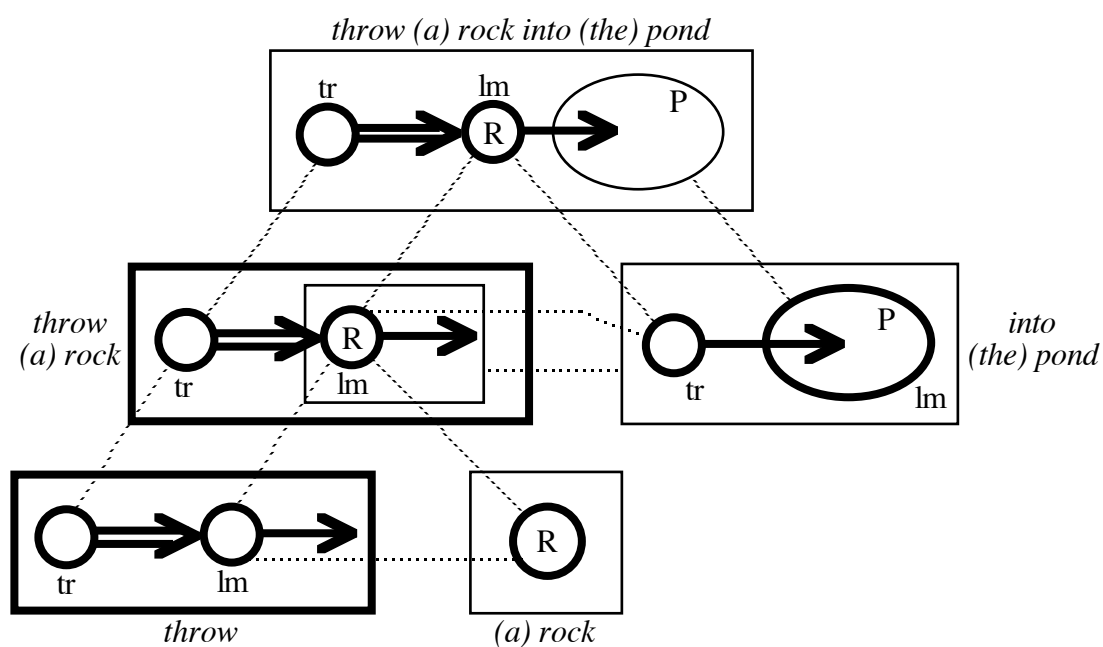 throw (a) rock into (the) pond
tr
lm
R
P
throw
(a) rock
tr
R
lm
tr
P
lm
into
(the) pond
tr
lm
R
throw
(a) rock